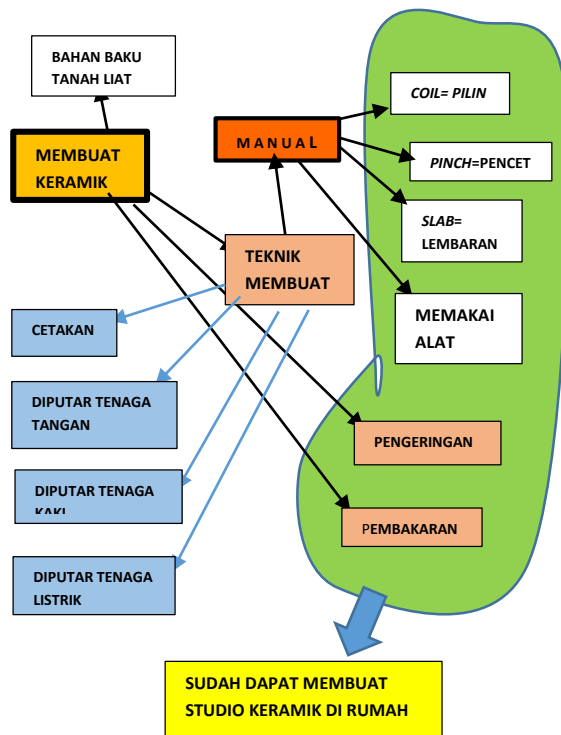 BAHAN BAKU
TANAH LIAT
MEMBUAT
KERAMIK
M A N U A L
COIL= PILIN
PINCH=PENCET
SLAB=
LEMBARAN
TEKNIK
MEMBUAT
MEMAKAI
ALAT
CETAKAN
DIPUTAR TENAGA
TANGAN
PENGERINGAN
DIPUTAR TENAGA
KAKI
PEMBAKARAN
DIPUTAR TENAGA
LISTRIK
SUDAH DAPAT MEMBUAT
STUDIO KERAMIK DI RUMAH